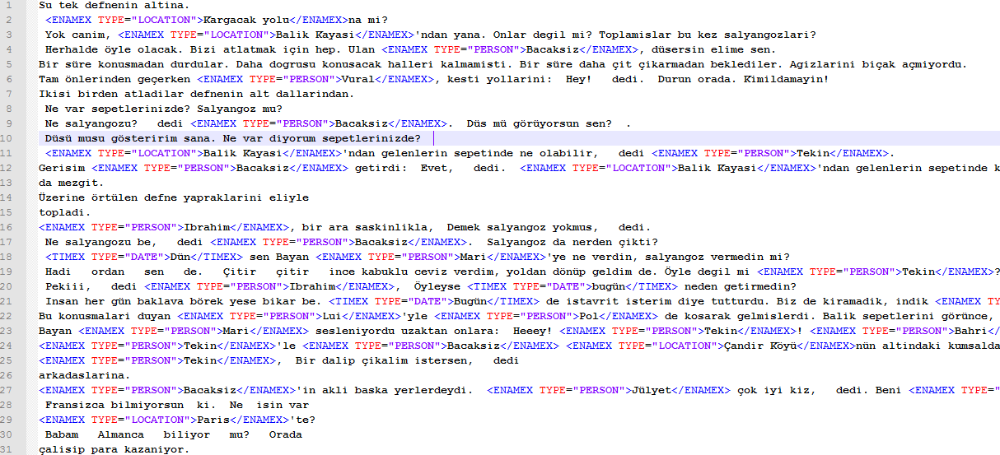 1 Su tek defnenin altina.
2 <ENAMEX TYPE="LOCATION">Kargacak yolu</ENAMEX>na mi?
3 Yok canim, <ENAMEX TYPE="LOCATION">Balik Kayasi</ENAMEX>'ndan yana. Onlar degil mi? Toplamislar bu kez salyangozlari?
4 Herhalde öyle olacak. Bizi atlatmak için hep. Ulan <ENAMEX TYPE="PERSON">Bacaksiz</ENAMEX>, düsersin elime sen.
5 Bir süre konusmadan durdular. Daha dogrusu konusacak halleri kalmamisti. Bir süre daha çit çikarmadan beklediler. Agizlarini biçak açmiyordu.
6 Tam önlerinden geçerken <ENAMEX TYPE="PERSON">Vural</ENAMEX>, kesti yollarini: Hey! dedi. Durun orada. Kimildamayin!
7 Ikisi birden atladilar defnenin alt dallarindan.
8 Ne var sepetlerinizde? Salyangoz mu?
9 Ne salyangozu? dedi <ENAMEX TYPE="PERSON">Bacaksiz</ENAMEX>. Düs mü görüyorsun sen? .
10 Düsü musu gösteririm sana. Ne var diyorum sepetlerinizde?
11 <ENAMEX TYPE="LOCATION">Balik Kayasi</ENAMEX>'ndan gelenlerin sepetinde ne olabilir, dedi <ENAMEX TYPE="PERSON">Tekin</ENAMEX>.
12 Gerisim <ENAMEX TYPE="PERSON">Bacaksiz</ENAMEX> getirdi: Evet, dedi. <ENAMEX TYPE="LOCATION">Balik Kayasi</ENAMEX>'ndan gelenlerin sepetinde k
13 da mezgit.
14 Üzerine örtülen defne yapraklarini eliyle
15 topladi.
16 <ENAMEX TYPE="PERSON">Ibrahim</ENAMEX>, bir ara saskinlikla, Demek salyangoz yokmus, dedi.
17 Ne salyangozu be, dedi <ENAMEX TYPE="PERSON">Bacaksiz</ENAMEX>. Salyangoz da nerden çikti?
18 <TIMEX TYPE="DATE">Dün</TIMEX> sen Bayan <ENAMEX TYPE="PERSON">Mari</ENAMEX>'ye ne verdin, salyangoz vermedin mi?
19 Hadi ordan sen de. Çitir çitir ince kabuklu ceviz verdim, yoldan dönüp geldim de. Öyle degil mi <ENAMEX TYPE="PERSON">Tekin</ENAMEX>?
20 Pekiii, dedi <ENAMEX TYPE="PERSON">Ibrahim</ENAMEX>, Öyleyse <TIMEX TYPE="DATE">bugün</TIMEX> neden getirmedin?
21 Insan her gün baklava börek yese bikar be. <TIMEX TYPE="DATE">Bugün</TIMEX> de istavrit isterim diye tutturdu. Biz de kiramadik, indik <ENAMEX TY
22 Bu konusmalari duyan <ENAMEX TYPE="PERSON">Lui</ENAMEX>'yle <ENAMEX TYPE="PERSON">Pol</ENAMEX> de kosarak gelmislerdi. Balik sepetlerini görünce,
23 Bayan <ENAMEX TYPE="PERSON">Mari</ENAMEX> sesleniyordu uzaktan onlara: Heeey! <ENAMEX TYPE="PERSON">Tekin</ENAMEX>! <ENAMEX TYPE="PERSON">Bahri</
24 <ENAMEX TYPE="PERSON">Tekin</ENAMEX>'le <ENAMEX TYPE="PERSON">Bacaksiz</ENAMEX> <ENAMEX TYPE="LOCATION">Çandir Köyü</ENAMEX>nün altindaki kumsalda
25 <ENAMEX TYPE="PERSON">Tekin</ENAMEX>, Bir dalip çikalim istersen, dedi
26 arkadaslarina.
27 <ENAMEX TYPE="PERSON">Bacaksiz</ENAMEX>'in akli baska yerlerdeydi. <ENAMEX TYPE="PERSON">Jülyet</ENAMEX> çok iyi kiz, dedi. Beni <ENAMEX TYPE="
28 Fransizca bilmiyorsun ki. Ne isin var
29 <ENAMEX TYPE="LOCATION">Paris</ENAMEX>'te?
30 Babam Almanca biliyor mu? Orada
31 çalisip para kazaniyor.